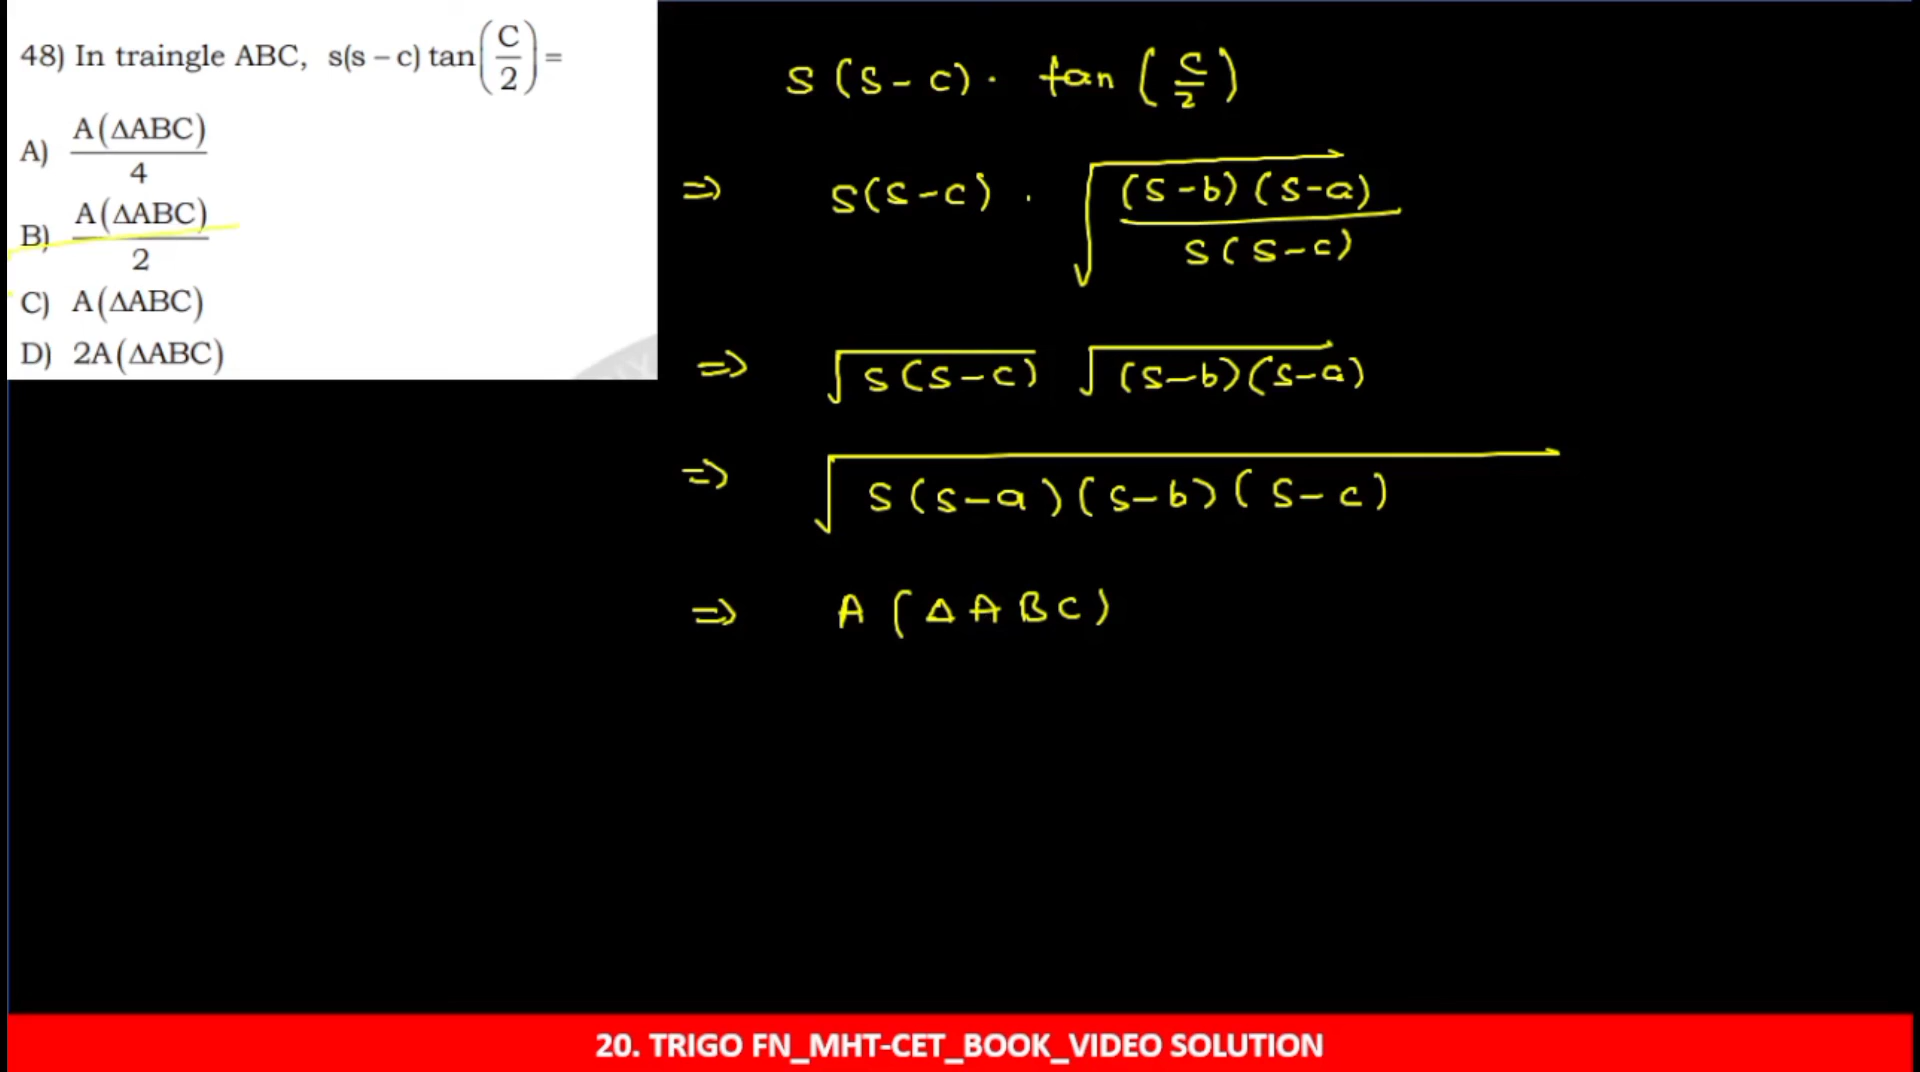 48) In traingle ABC, s(s – c) tan(C/2) =
A) A(ΔABC)/4
B) A(ΔABC)/2
C) A(ΔABC)
D) 2A(ΔABC)
s(s-c). tan(c/2)
⇒ s(s-c) . √((s-b)(s-a)/s(s-c))
⇒ √s(s-c) √(s-b)(s-a)
⇒ √s(s-a)(s-b)(s-c)
⇒ A(ΔABC)
20. TRIGO FN_MHT-CET_BOOK_VIDEO SOLUTION